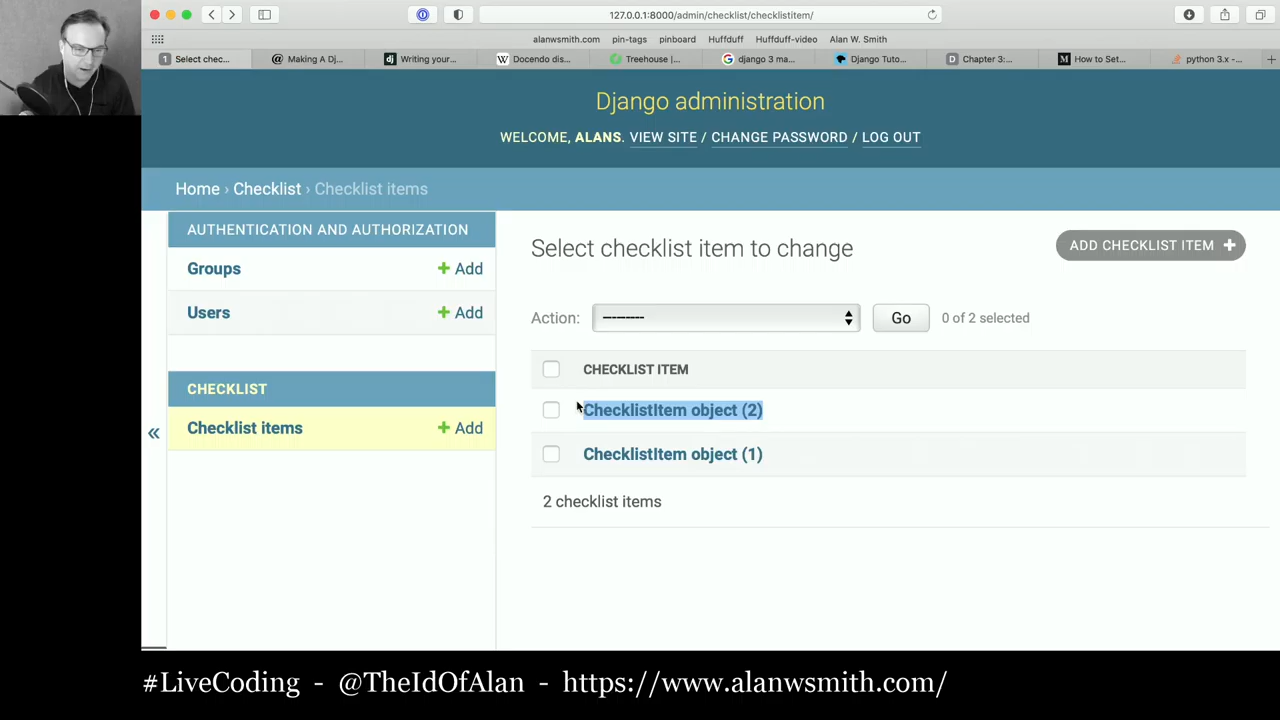 127.0.0.1:8000/admin/checklist/checklistitem/
alanwsmith.com pin-tags pinboard Huffduff Huffduff-video Alan W. Smith
1 Select chec... @ Making A Dj... dj Writing your... W Docendo dis... Treehouse |... G django 3 ma... Django Tuto... D Chapter 3:... M How to Set... python 3.x -...
Django administration
WELCOME, ALANS. VIEW SITE / CHANGE PASSWORD / LOG OUT
Home › Checklist › Checklist items
AUTHENTICATION AND AUTHORIZATION
Groups + Add
Users + Add
CHECKLIST
Checklist items + Add
«
Select checklist item to change
ADD CHECKLIST ITEM +
Action: --------- Go 0 of 2 selected
CHECKLIST ITEM
ChecklistItem object (2)
ChecklistItem object (1)
2 checklist items
#LiveCoding - @TheIdOfAlan - https://www.alanwsmith.com/